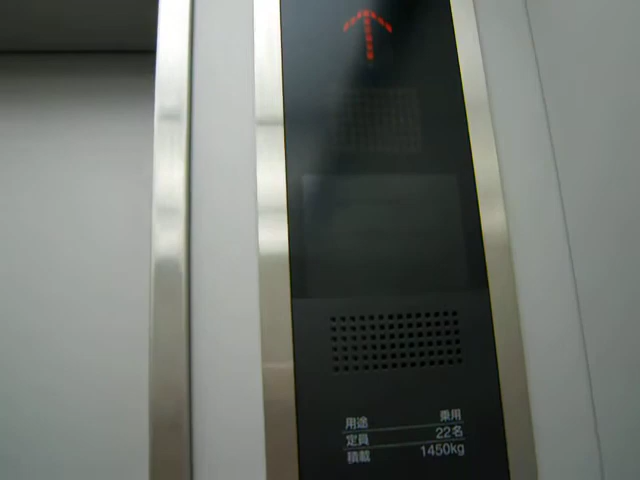 用途 乗用
定員 22名
積載 1450kg